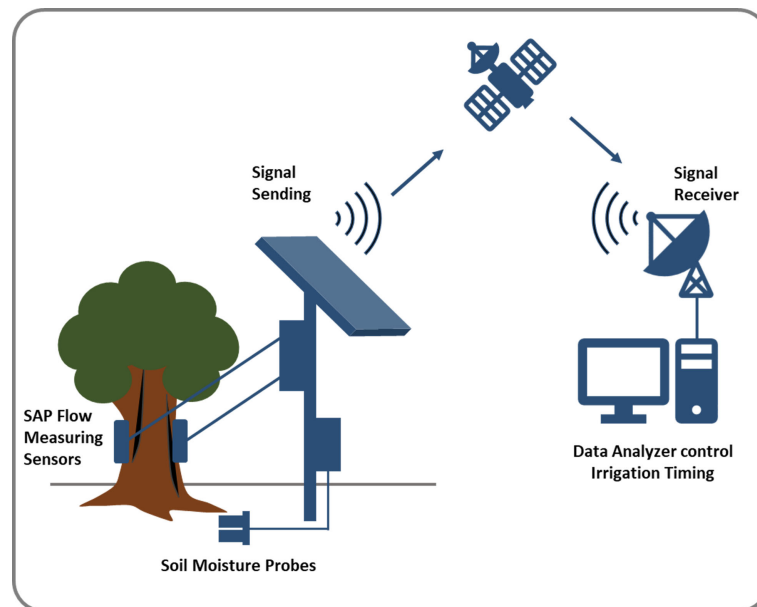 Signal
Sending
Signal
Receiver
SAP Flow
Measuring
Sensors
Data Analyzer control
Irrigation Timing
Soil Moisture Probes